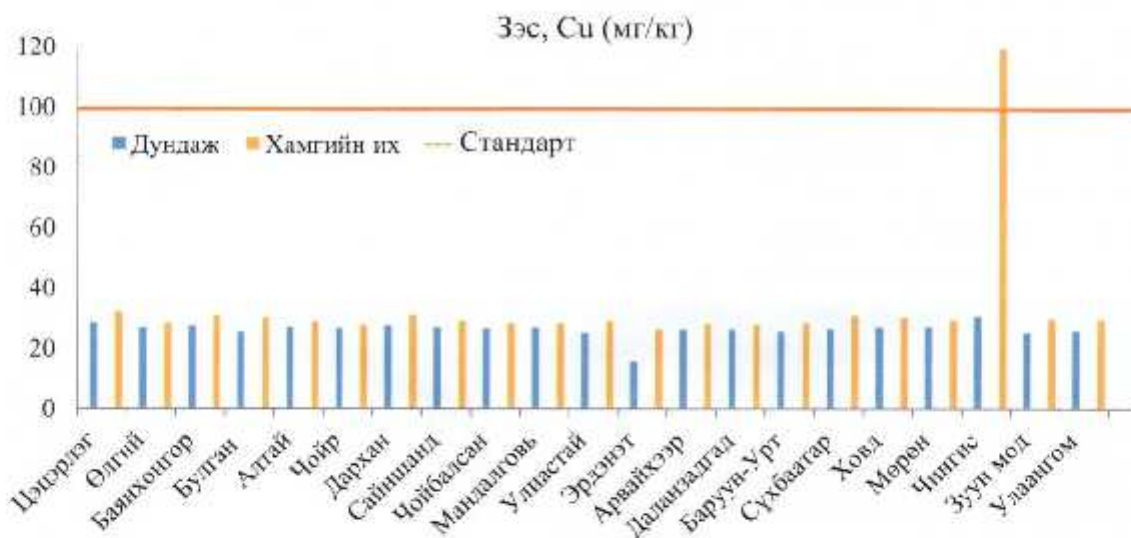 Зэс, Cu (мг/кг)
120
100
80
60
40
20
0
Дундаж
Хамгийн их
Стандарт
Цэцэрлэг
Өлгий
Баянхонгор
Булган
Алтай
Чойр
Дархан
Сайншанд
Чойбалсан
Мандалговь
Улиастай
Эрдэнэт
Арвайхээр
Даланзадгад
Баруун-Урт
Сүхбаатар
Ховд
Мөрөн
Чингис
Зуун мод
Улаангом